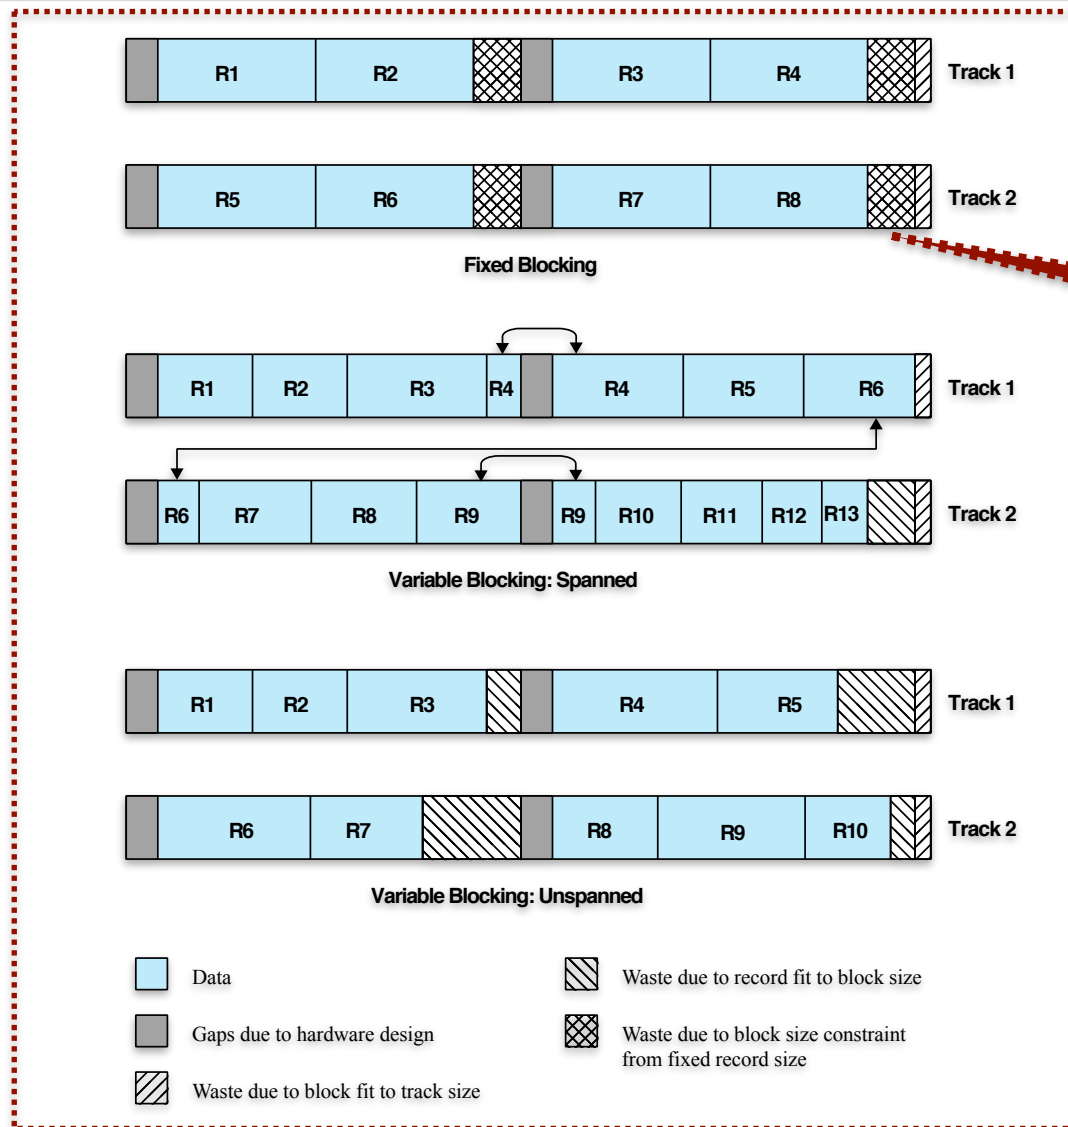 R1 R2 R3 R4 Track 1
R5 R6 R7 R8 Track 2
Fixed Blocking
R1 R2 R3 R4 R4 R5 R6 Track 1
R6 R7 R8 R9 R9 R10 R11 R12 R13 Track 2
Variable Blocking: Spanned
R1 R2 R3 R4 R5 Track 1
R6 R7 R8 R9 R10 Track 2
Variable Blocking: Unspanned
Data
Gaps due to hardware design
Waste due to block fit to track size
Waste due to record fit to block size
Waste due to block size constraint
from fixed record size